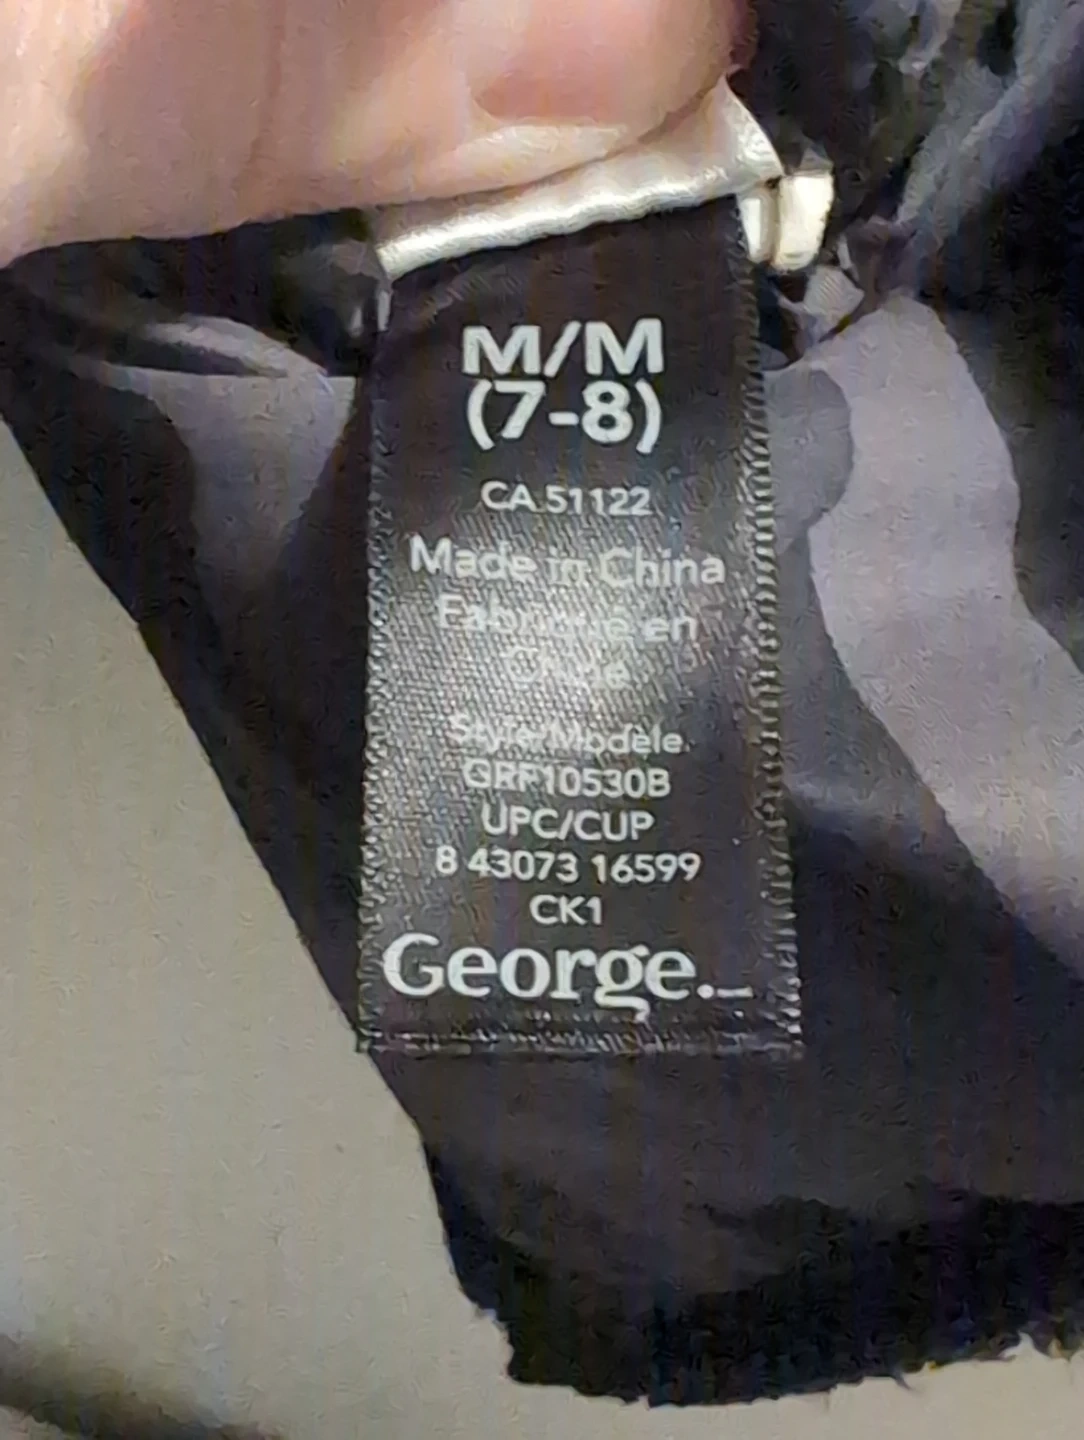 M/M
(7-8)
CA 51122
Made in China
Fabriqué en
Chine
Style/Modèle
GRF10530B
UPC/CUP
8 43073 16599
CK1
George._